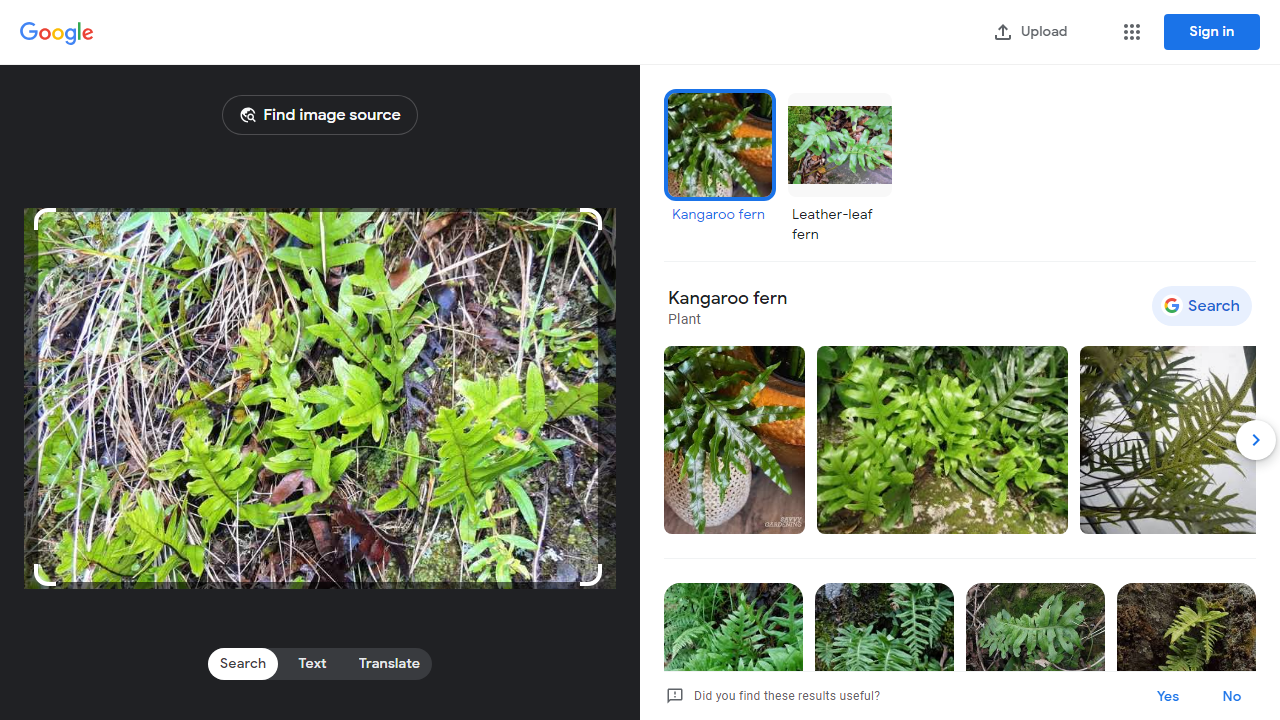 Google
Upload
Sign in
Find image source
Kangaroo fern
Leather-leaf
fern
Kangaroo fern
Plant
Search
SAVVY
GARDENING
Search
Text
Translate
Did you find these results useful?
Yes
No